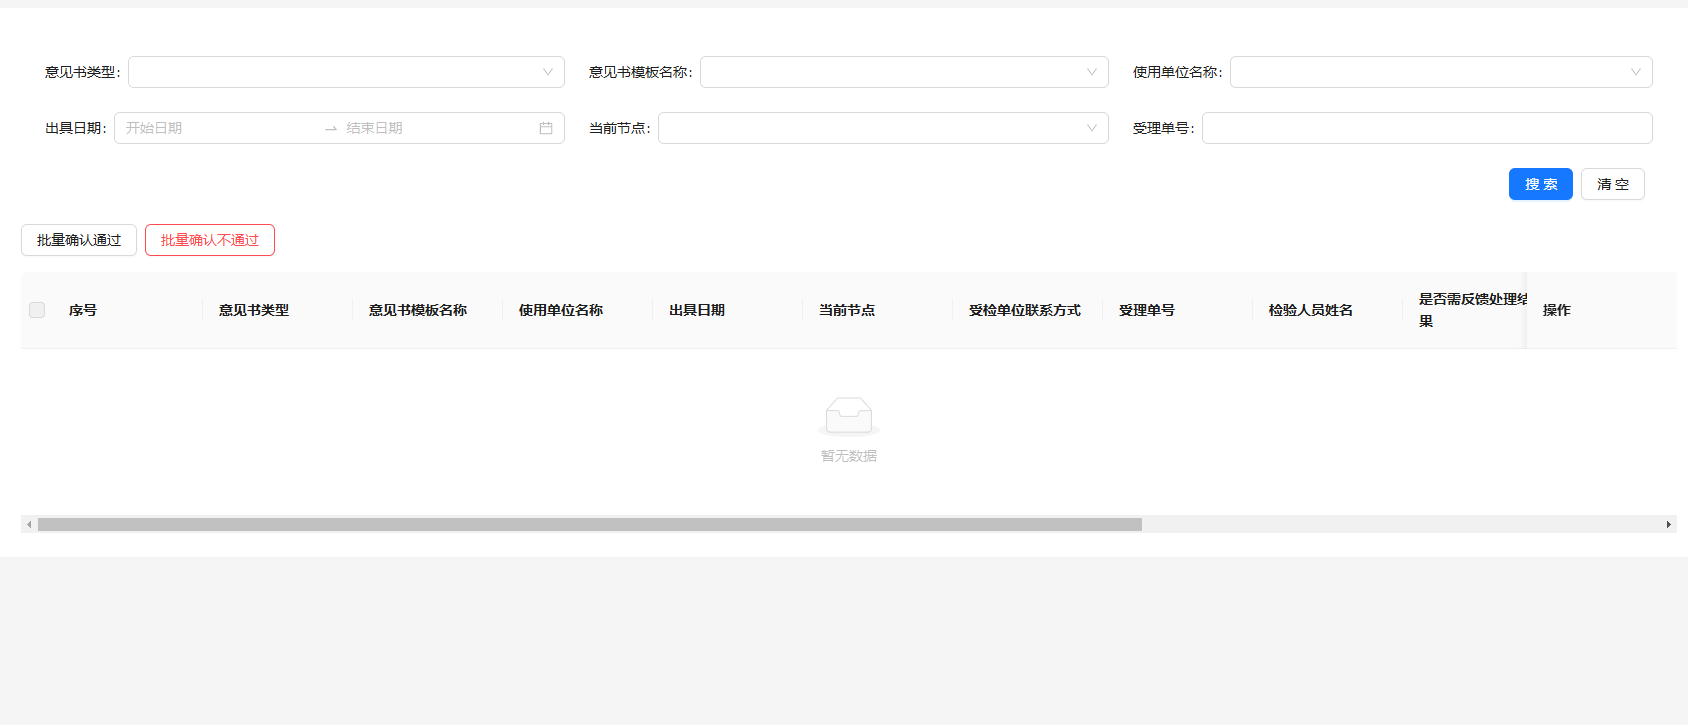 意见书类型：
意见书模板名称：
使用单位名称：
出具日期： 开始日期 → 结束日期
当前节点：
受理单号：
搜 索 清 空
批量确认通过 批量确认不通过
序号 意见书类型 意见书模板名称 使用单位名称 出具日期 当前节点 受检单位联系方式 受理单号 检验人员姓名 是否需反馈处理结果 操作
暂无数据